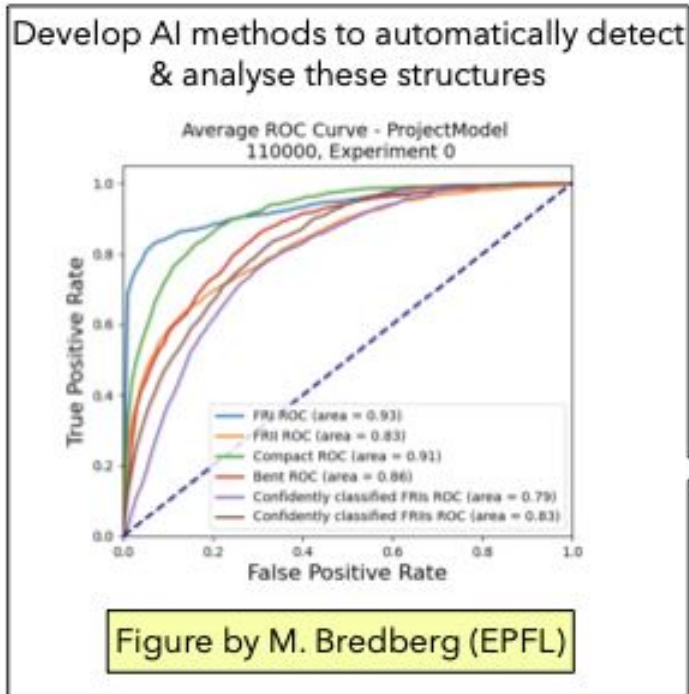 Develop AI methods to automatically detect
& analyse these structures
Average ROC Curve - ProjectModel
110000, Experiment 0
True Positive Rate
1.0
0.8
0.6
0.4
0.2
0.0
FRI ROC (area = 0.93)
FRII ROC (area = 0.83)
Compact ROC (area = 0.91)
Bent ROC (area = 0.86)
Confidently classified FRIs ROC (area = 0.79)
Confidently classified FRIIs ROC (area = 0.83)
0.0 0.2 0.4 0.6 0.8 1.0
False Positive Rate
Figure by M. Bredberg (EPFL)